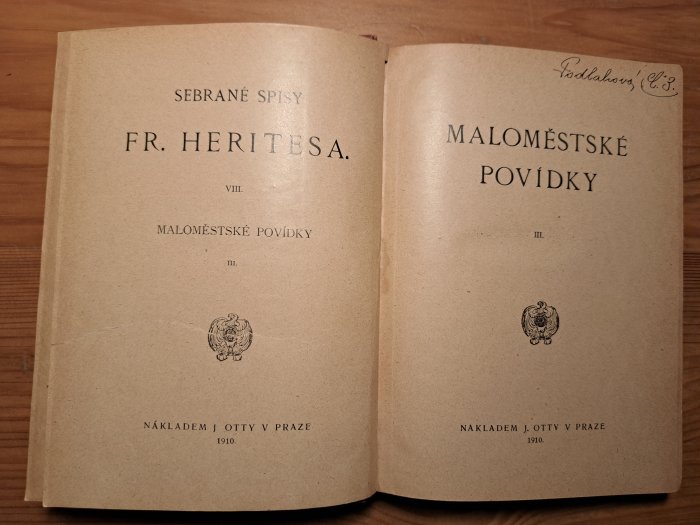 SEBRANÉ SPISY
FR. HERITESA.
VIII.
MALOMĚSTSKÉ POVÍDKY
III.
NÁKLADEM J. OTTY V PRAZE
1910.
Podlahová, Č. 3.
MALOMĚSTSKÉ
POVÍDKY
III.
NÁKLADEM J. OTTY V PRAZE
1910.